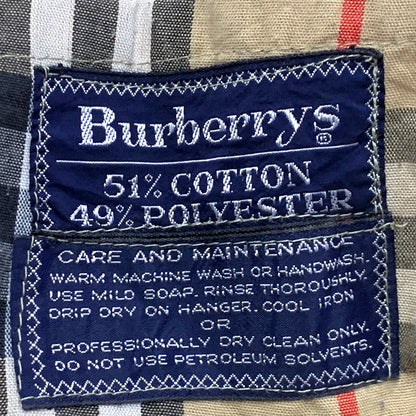 Burberrys®
51% COTTON
49% POLYESTER
CARE AND MAINTENANCE
WARM MACHINE WASH OR HANDWASH.
USE MILD SOAP. RINSE THOROUGHLY.
DRIP DRY ON HANGER. COOL IRON
OR
PROFESSIONALLY DRY CLEAN ONLY.
DO NOT USE PETROLEUM SOLVENTS.